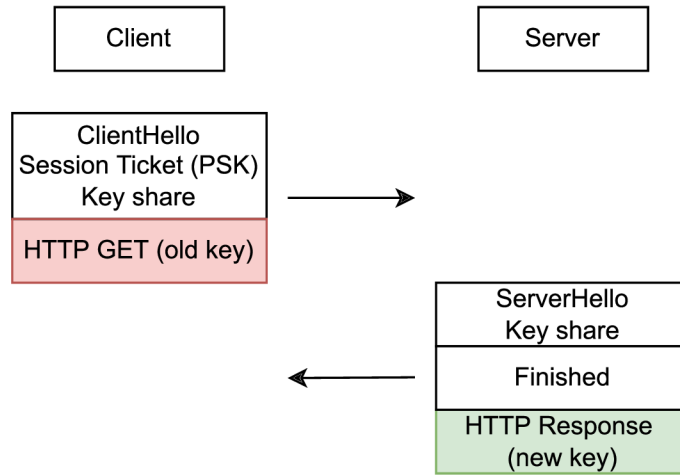 Client
Server
ClientHello
Session Ticket (PSK)
Key share
HTTP GET (old key)
ServerHello
Key share
Finished
HTTP Response
(new key)